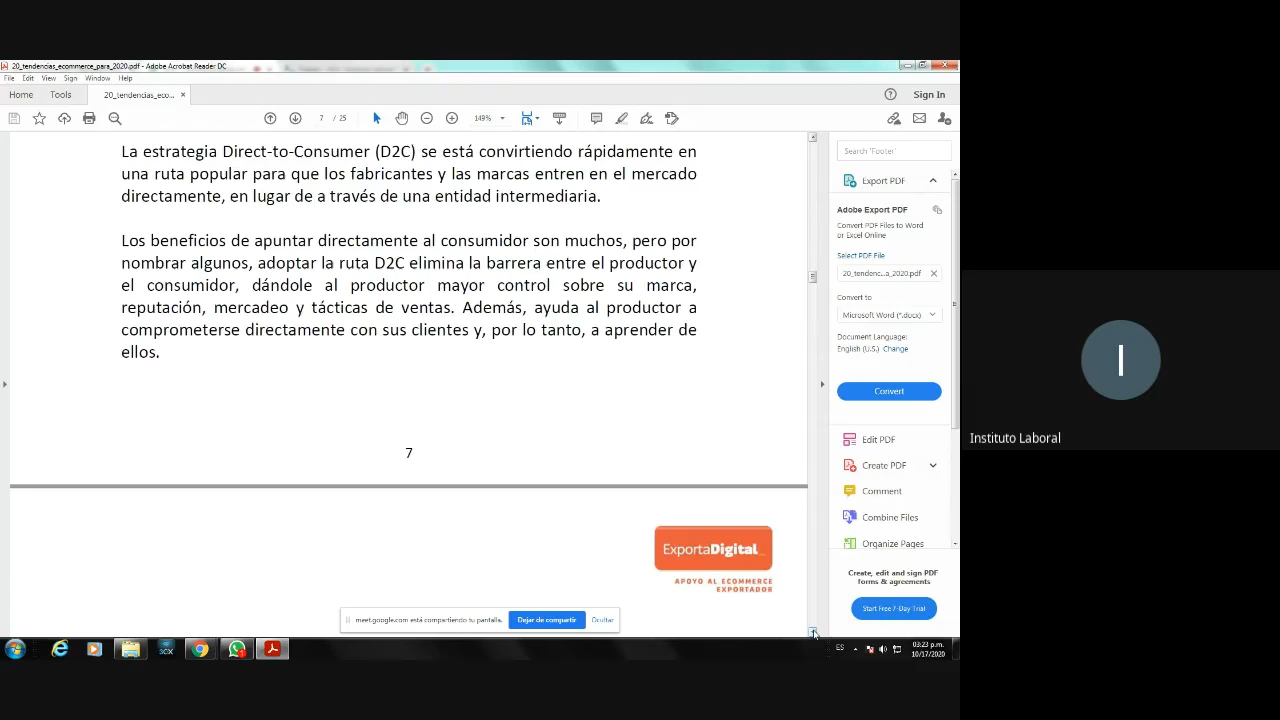 20_tendencias_ecommerce_para_2020.pdf - Adobe Acrobat Reader DC
File Edit View Sign Window Help
Home Tools 20_tendencias_eco... × Sign In
7 / 25 149%
La estrategia Direct-to-Consumer (D2C) se está convirtiendo rápidamente en
una ruta popular para que los fabricantes y las marcas entren en el mercado
directamente, en lugar de a través de una entidad intermediaria.
Los beneficios de apuntar directamente al consumidor son muchos, pero por
nombrar algunos, adoptar la ruta D2C elimina la barrera entre el productor y
el consumidor, dándole al productor mayor control sobre su marca,
reputación, mercadeo y tácticas de ventas. Además, ayuda al productor a
comprometerse directamente con sus clientes y, por lo tanto, a aprender de
ellos.
7
ExportaDigital_
APOYO AL ECOMMERCE
EXPORTADOR
meet.google.com está compartiendo tu pantalla. Dejar de compartir Ocultar
Search 'Footer'
Export PDF
Adobe Export PDF
Convert PDF Files to Word
or Excel Online
Select PDF File
20_tendenc...a_2020.pdf ×
Convert to
Microsoft Word (*.docx)
Document Language:
English (U.S.) Change
Convert
Edit PDF
Create PDF
Comment
Combine Files
Organize Pages
Create, edit and sign PDF
forms & agreements
Start Free 7-Day Trial
3CX
ES
03:23 p.m.
10/17/2020
I
Instituto Laboral